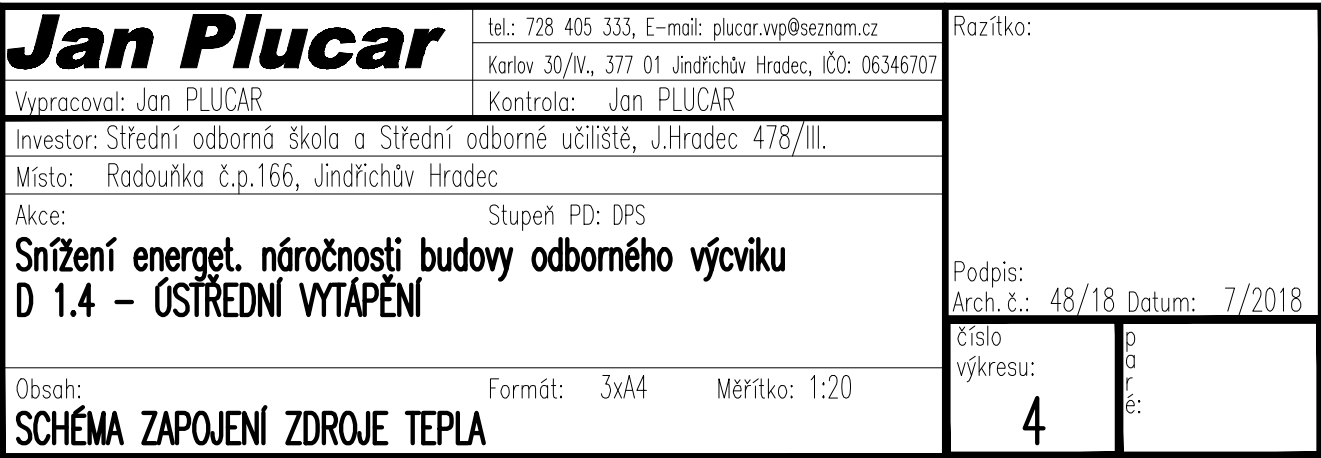 Jan Plucar
tel.: 728 405 333, E-mail: plucar.vvp@seznam.cz
Karlov 30/IV., 377 01 Jindřichův Hradec, IČO: 06346707
Vypracoval: Jan PLUCAR
Kontrola: Jan PLUCAR
Investor: Střední odborná škola a Střední odborné učiliště, J.Hradec 478/III.
Místo: Radouňka č.p.166, Jindřichův Hradec
Akce:
Stupeň PD: DPS
Snížení energet. náročnosti budovy odborného výcviku
D 1.4 – ÚSTŘEDNÍ VYTÁPĚNÍ
Obsah:
Formát: 3xA4
Měřítko: 1:20
SCHÉMA ZAPOJENÍ ZDROJE TEPLA
Razítko:
Podpis:
Arch. č.: 48/18 Datum: 7/2018
číslo
výkresu:
4
paré: